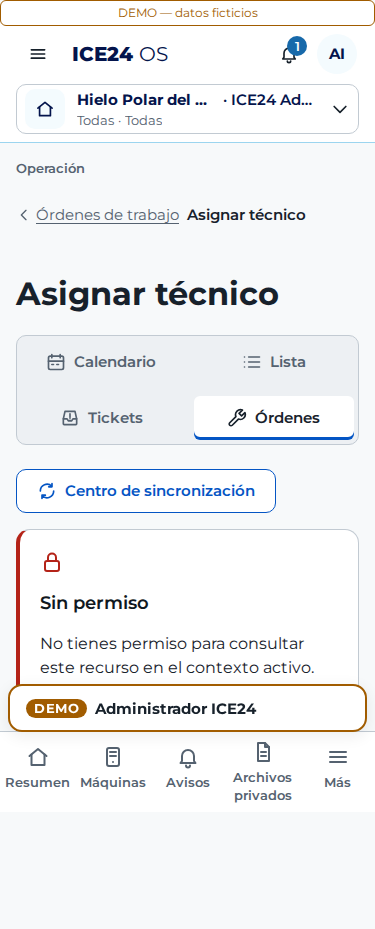 DEMO — datos ficticios
ICE24 OS
1
AI
Hielo Polar del ... · ICE24 Ad...
Todas · Todas
Operación
Órdenes de trabajo Asignar técnico
Asignar técnico
Calendario
Lista
Tickets
Órdenes
Centro de sincronización
Sin permiso
No tienes permiso para consultar
este recurso en el contexto activo.
DEMO Administrador ICE24
Resumen
Máquinas
Avisos
Archivos
privados
Más